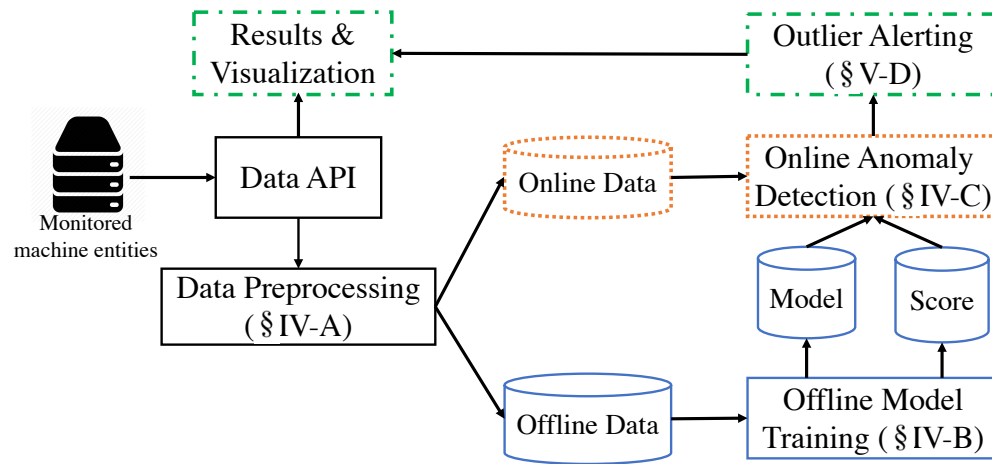 Results &
Visualization
Outlier Alerting
(§V-D)
Data API
Online Data
Online Anomaly
Detection (§IV-C)
Monitored
machine entities
Data Preprocessing
(§IV-A)
Model
Score
Offline Data
Offline Model
Training (§IV-B)